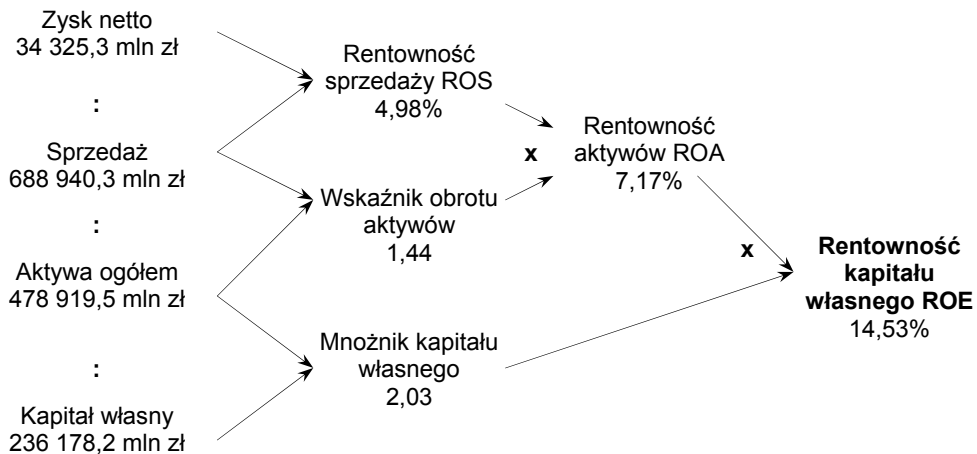 Zysk netto
34 325,3 mln zł
:
Sprzedaż
688 940,3 mln zł
:
Aktywa ogółem
478 919,5 mln zł
:
Kapitał własny
236 178,2 mln zł
Rentowność
sprzedaży ROS
4,98%
x
Wskaźnik obrotu
aktywów
1,44
Mnożnik kapitału
własnego
2,03
Rentowność
aktywów ROA
7,17%
x
Rentowność
kapitału
własnego ROE
14,53%